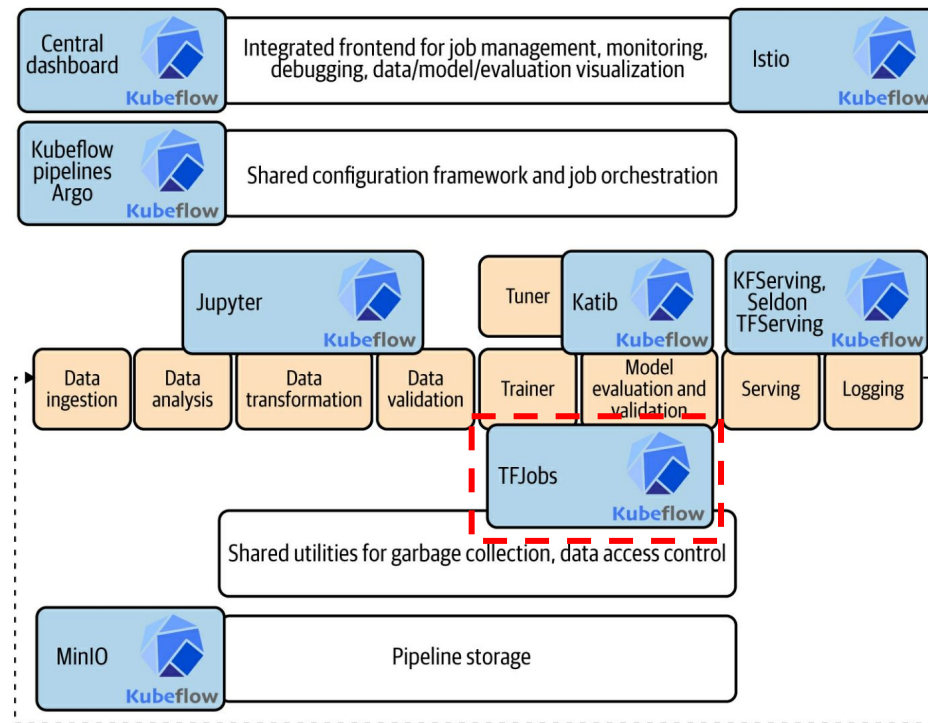 Central
dashboard
Kubeflow
Integrated frontend for job management, monitoring,
debugging, data/model/evaluation visualization
Istio
Kubeflow
Kubeflow
pipelines
Argo
Kubeflow
Shared configuration framework and job orchestration
Jupyter
Kubeflow
Tuner
Katib
Kubeflow
KFServing,
Seldon
TFServing
Kubeflow
Data
ingestion
Data
analysis
Data
transformation
Data
validation
Trainer
Model
evaluation and
validation
Serving
Logging
TFJobs
Kubeflow
Shared utilities for garbage collection, data access control
MinIO
Kubeflow
Pipeline storage